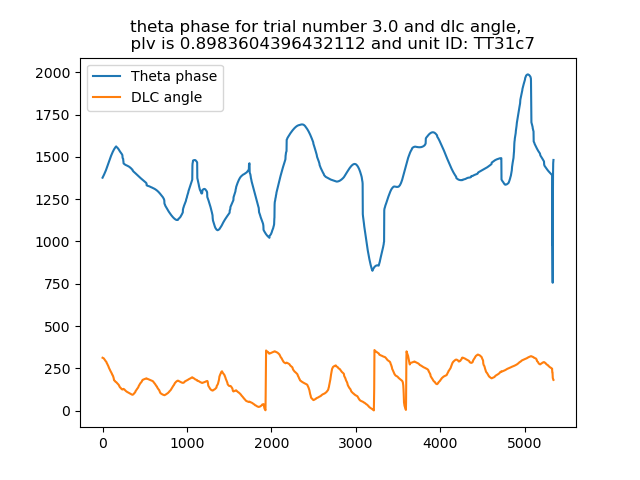 theta phase for trial number 3.0 and dlc angle,
plv is 0.8983604396432112 and unit ID: TT31c7
Theta phase
DLC angle
2000
1750
1500
1250
1000
750
500
250
0
0 1000 2000 3000 4000 5000